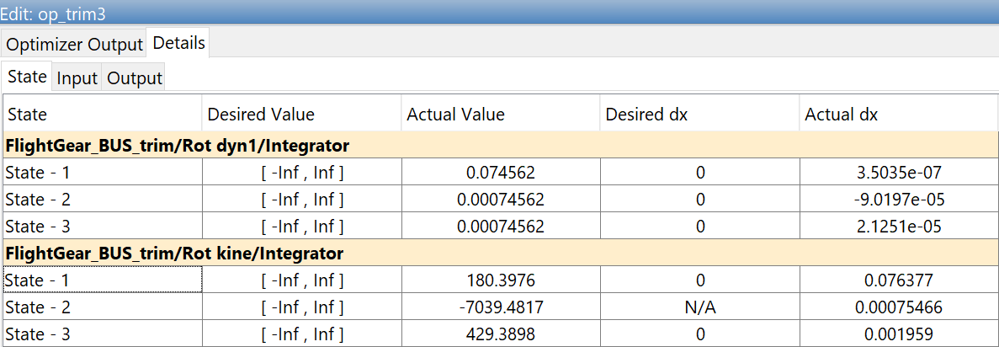 Edit: op_trim3
Optimizer Output Details
State Input Output
State Desired Value Actual Value Desired dx Actual dx
FlightGear_BUS_trim/Rot dyn1/Integrator
State - 1 [ -Inf , Inf ] 0.074562 0 3.5035e-07
State - 2 [ -Inf , Inf ] 0.00074562 0 -9.0197e-05
State - 3 [ -Inf , Inf ] 0.00074562 0 2.1251e-05
FlightGear_BUS_trim/Rot kine/Integrator
State - 1 [ -Inf , Inf ] 180.3976 0 0.076377
State - 2 [ -Inf , Inf ] -7039.4817 N/A 0.00075466
State - 3 [ -Inf , Inf ] 429.3898 0 0.001959